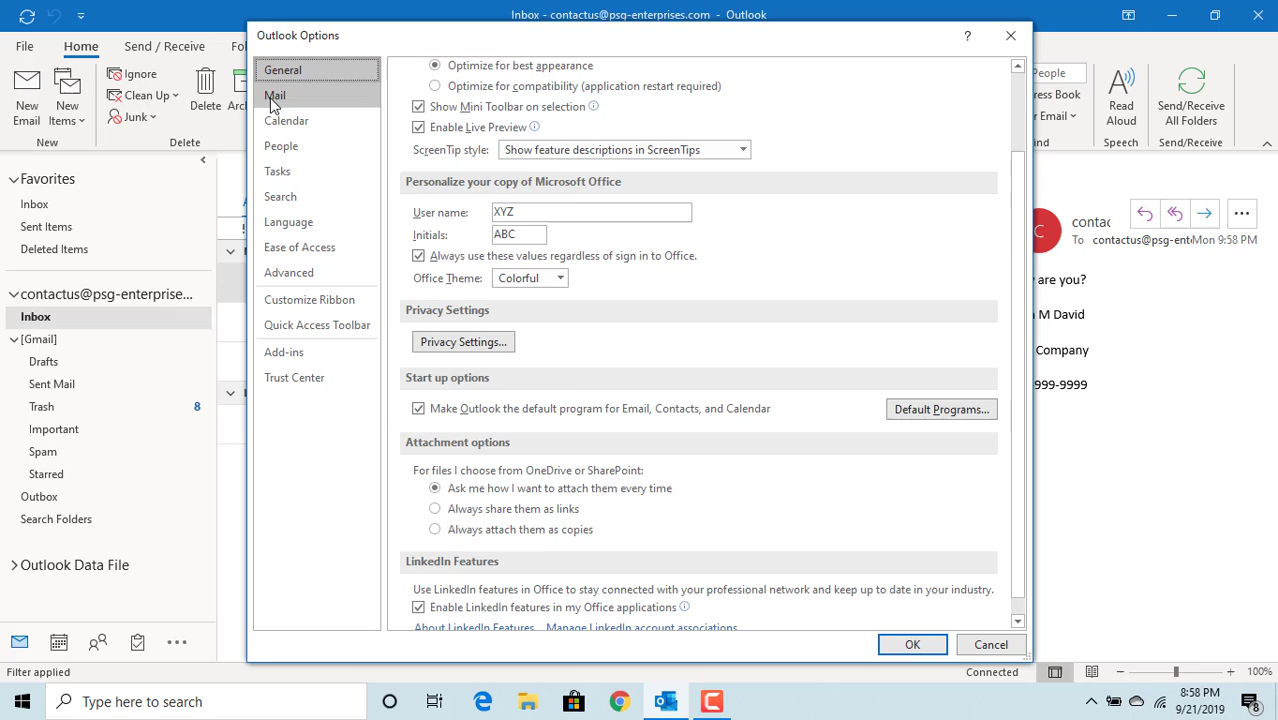 Inbox - contactus@psg-enterprises.com - Outlook
File
Home
Send / Receive
Outlook Options
?
New
Email
New
Items
New
Ignore
Clean Up
Junk
Delete
Delete
People
Read
Aloud
Speech
Send/Receive
All Folders
Send/Receive
Favorites
Inbox
Sent Items
Deleted Items
contactus@psg-enterprise...
Inbox
[Gmail]
Drafts
Sent Mail
Trash 8
Important
Spam
Starred
Outbox
Search Folders
Outlook Data File
General
Mail
Calendar
People
Tasks
Search
Language
Ease of Access
Advanced
Customize Ribbon
Quick Access Toolbar
Add-ins
Trust Center
Optimize for best appearance
Optimize for compatibility (application restart required)
Show Mini Toolbar on selection
Enable Live Preview
ScreenTip style: Show feature descriptions in ScreenTips
Personalize your copy of Microsoft Office
User name: XYZ
Initials: ABC
Always use these values regardless of sign in to Office.
Office Theme: Colorful
Privacy Settings
Privacy Settings...
Start up options
Make Outlook the default program for Email, Contacts, and Calendar
Default Programs...
Attachment options
For files I choose from OneDrive or SharePoint:
Ask me how I want to attach them every time
Always share them as links
Always attach them as copies
LinkedIn Features
Use LinkedIn features in Office to stay connected with your professional network and keep up to date in your industry.
Enable LinkedIn features in my Office applications
About LinkedIn Features Manage LinkedIn account associations
OK
Cancel
C
contac
To contactus@psg-ent
Mon 9:58 PM
are you?
M David
Company
999-9999
Filter applied
Connected
100%
Type here to search
8:58 PM
9/21/2019
8